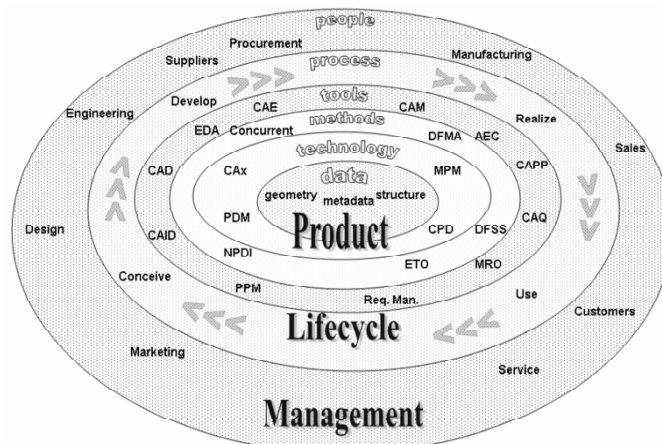 people
Procurement
Suppliers
Manufacturing
process
Engineering
Develop
tools
CAE
CAM
Realize
methods
EDA
Concurrent
DFMA
AEC
technology
Sales
CAD
CAx
data
MPM
CAPP
geometry
metadata
structure
Design
PDM
Product
CPD
DFSS
CAQ
CAID
NPDI
ETO
MRO
Conceive
PPM
Req. Man.
Use
Lifecycle
Customers
Marketing
Service
Management